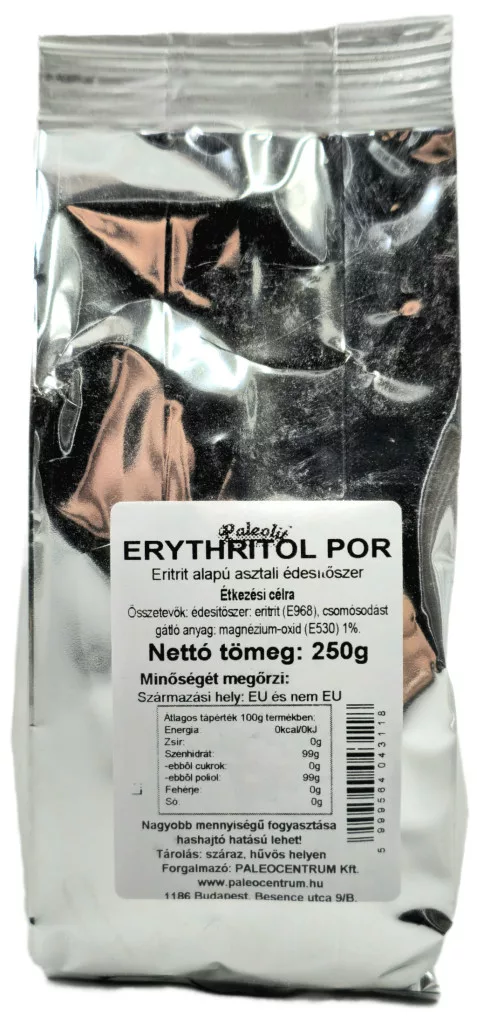 Paleolit
ERYTHRITOL POR
Eritrit alapú asztali édesítőszer
Étkezési célra
Összetevők: édesítőszer: eritrit (E968), csomósodást
gátló anyag: magnézium-oxid (E530) 1%.
Nettó tömeg: 250g
Minőségét megőrzi:
Származási hely: EU és nem EU
Átlagos tápérték 100g termékben:
Energia 0kcal/0kJ
Zsír: 0g
Szénhidrát: 99g
-ebből cukrok: 0g
-ebből poliol: 99g
Fehérje: 0g
Só: 0g
5 999564 043118
Nagyobb mennyiségű fogyasztása
hashajtó hatású lehet!
Tárolás: száraz, hűvös helyen
Forgalmazó: PALEOCENTRUM Kft.
www.paleocentrum.hu
1186 Budapest, Besence utca 9/B.